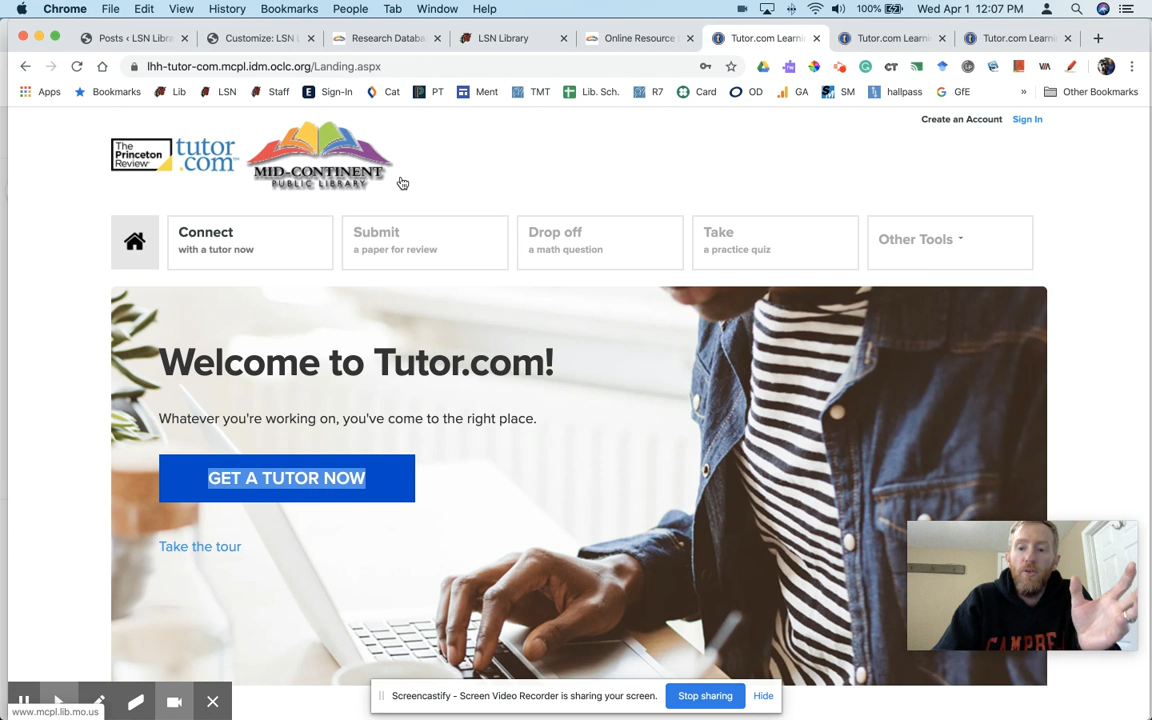 Chrome File Edit View History Bookmarks People Tab Window Help 100% Wed Apr 1 12:07 PM
Posts ‹ LSN Libra
Customize: LSN
Research Databa
LSN Library
Online Resource
Tutor.com Learni
Tutor.com Learni
Tutor.com Learni
lhh-tutor-com.mcpl.idm.oclc.org/Landing.aspx
Apps Bookmarks Lib LSN Staff Sign-In Cat PT Ment TMT Lib. Sch. R7 Card OD GA SM hallpass GfE » Other Bookmarks
Create an Account Sign In
The Princeton Review
tutor.com
MID-CONTINENT
PUBLIC LIBRARY
Connect
with a tutor now
Submit
a paper for review
Drop off
a math question
Take
a practice quiz
Other Tools
Welcome to Tutor.com!
Whatever you're working on, you've come to the right place.
GET A TUTOR NOW
Take the tour
Screencastify - Screen Video Recorder is sharing your screen. Stop sharing Hide
www.mcpl.lib.mo.us